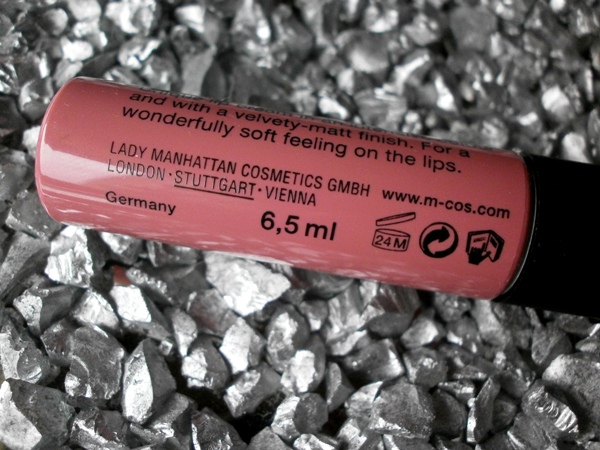 and with a velvety-matt finish. For a
wonderfully soft feeling on the lips.
LADY MANHATTAN COSMETICS GMBH
LONDON·STUTTGART·VIENNA
www.m-cos.com
Germany
6,5 ml
24 M